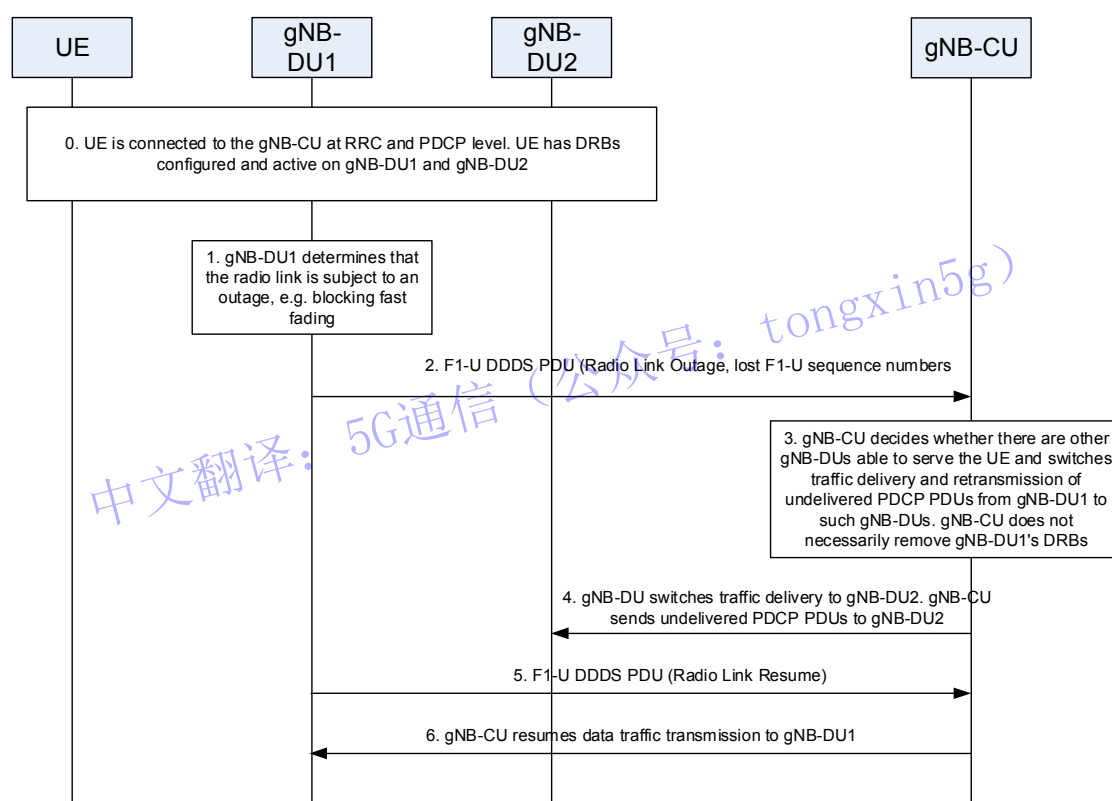 UE
gNB-
DU1
gNB-
DU2
gNB-CU
0. UE is connected to the gNB-CU at RRC and PDCP level. UE has DRBs
configured and active on gNB-DU1 and gNB-DU2
1. gNB-DU1 determines that
the radio link is subject to an
outage, e.g. blocking fast
fading
2. F1-U DDDS PDU (Radio Link Outage, lost F1-U sequence numbers
3. gNB-CU decides whether there are other
gNB-DUs able to serve the UE and switches
traffic delivery and retransmission of
undelivered PDCP PDUs from gNB-DU1 to
such gNB-DUs. gNB-CU does not
necessarily remove gNB-DU1's DRBs
4. gNB-DU switches traffic delivery to gNB-DU2. gNB-CU
sends undelivered PDCP PDUs to gNB-DU2
5. F1-U DDDS PDU (Radio Link Resume)
6. gNB-CU resumes data traffic transmission to gNB-DU1
中文翻译：5G通信（公众号：tongxin5g）